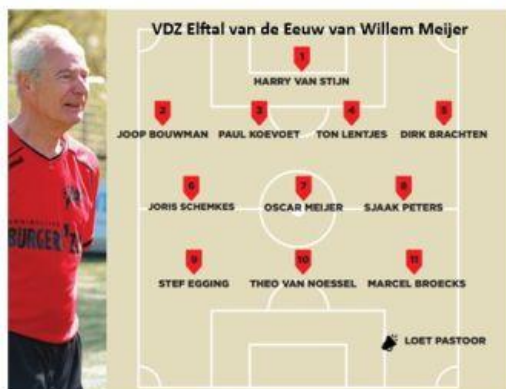 VDZ Elftal van de Eeuw van Willem Meijer
1
HARRY VAN STIJN
2 3 4 5
JOOP BOUWMAN PAUL KOEVOET TON LENTJES DIRK BRACHTEN
6 7 8
JORIS SCHEMKES OSCAR MEIJER SJAAK PETERS
9 10 11
STEF EGGING THEO VAN NOESSEL MARCEL BROECKS
LOET PASTOOR
BURGER'ZO